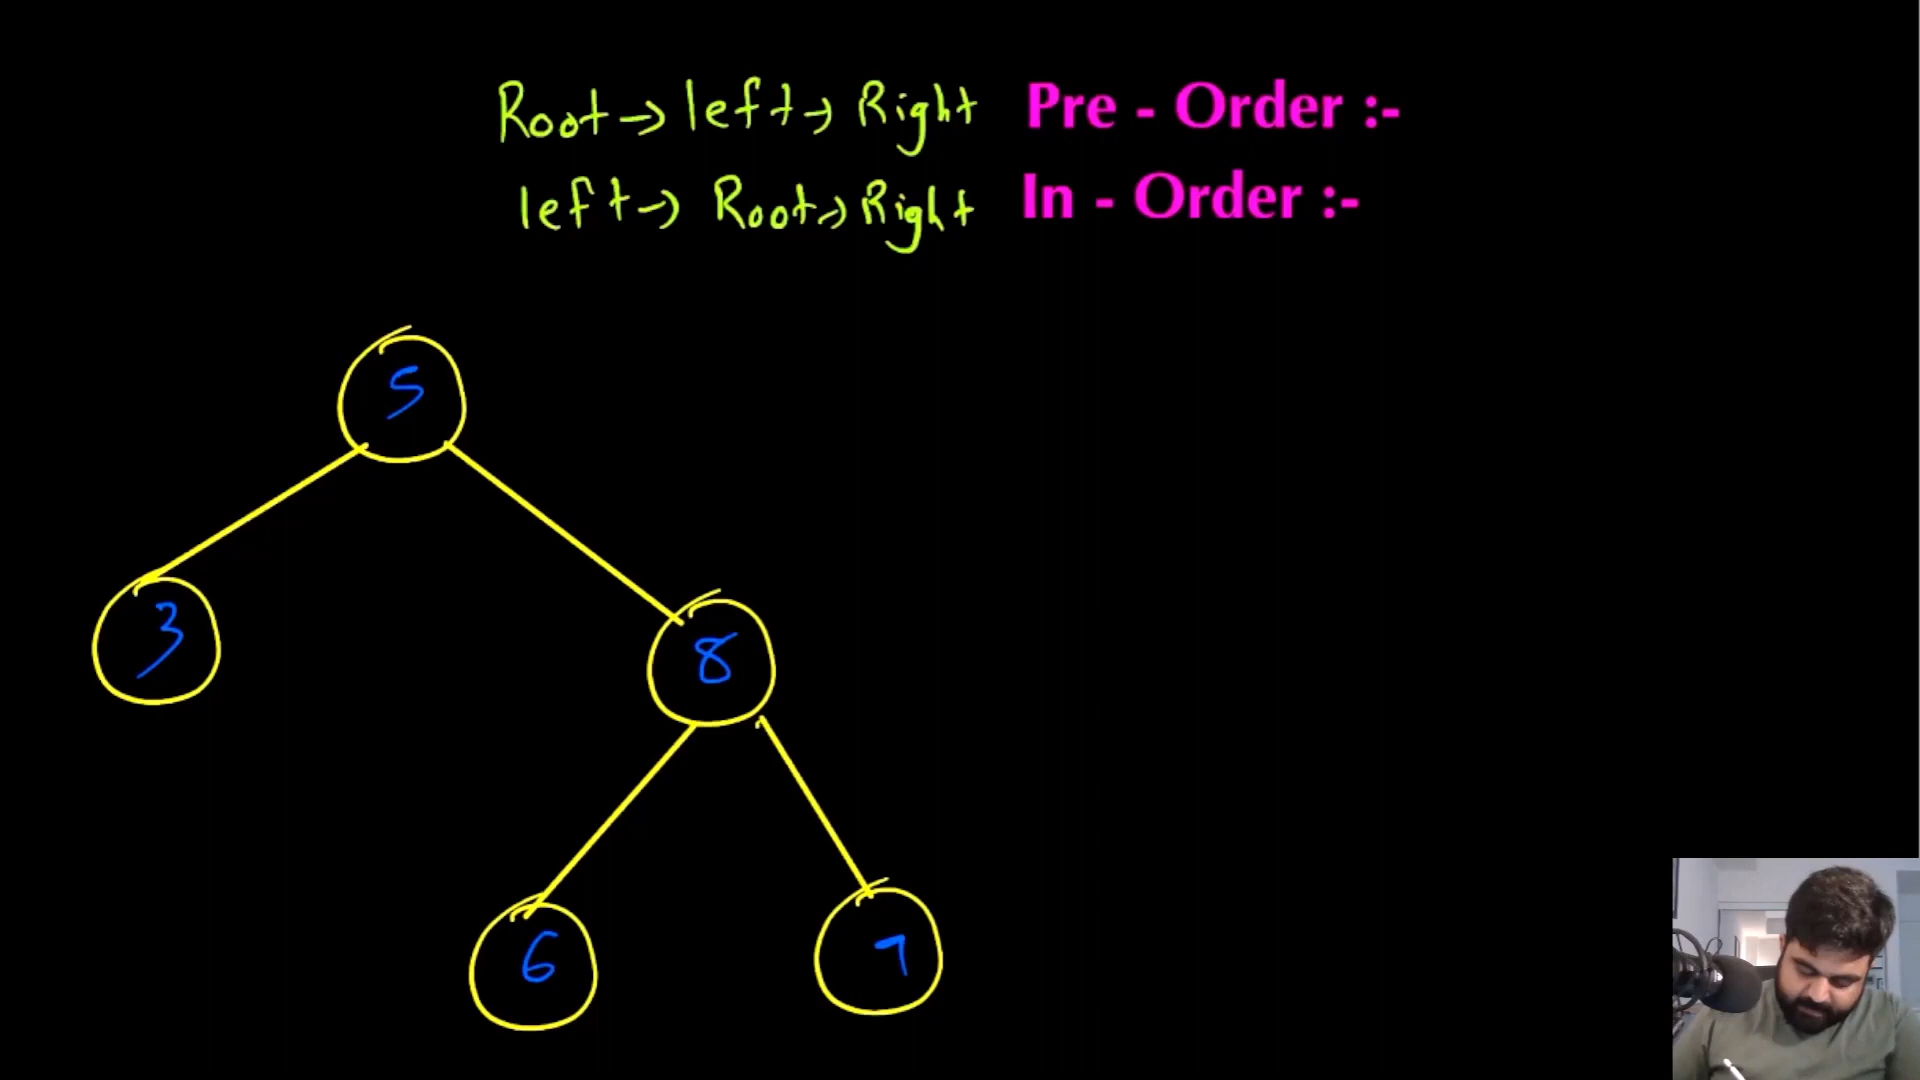 Root → left → Right Pre - Order :-
left → Root → Right In - Order :-
5
3
8
6
7